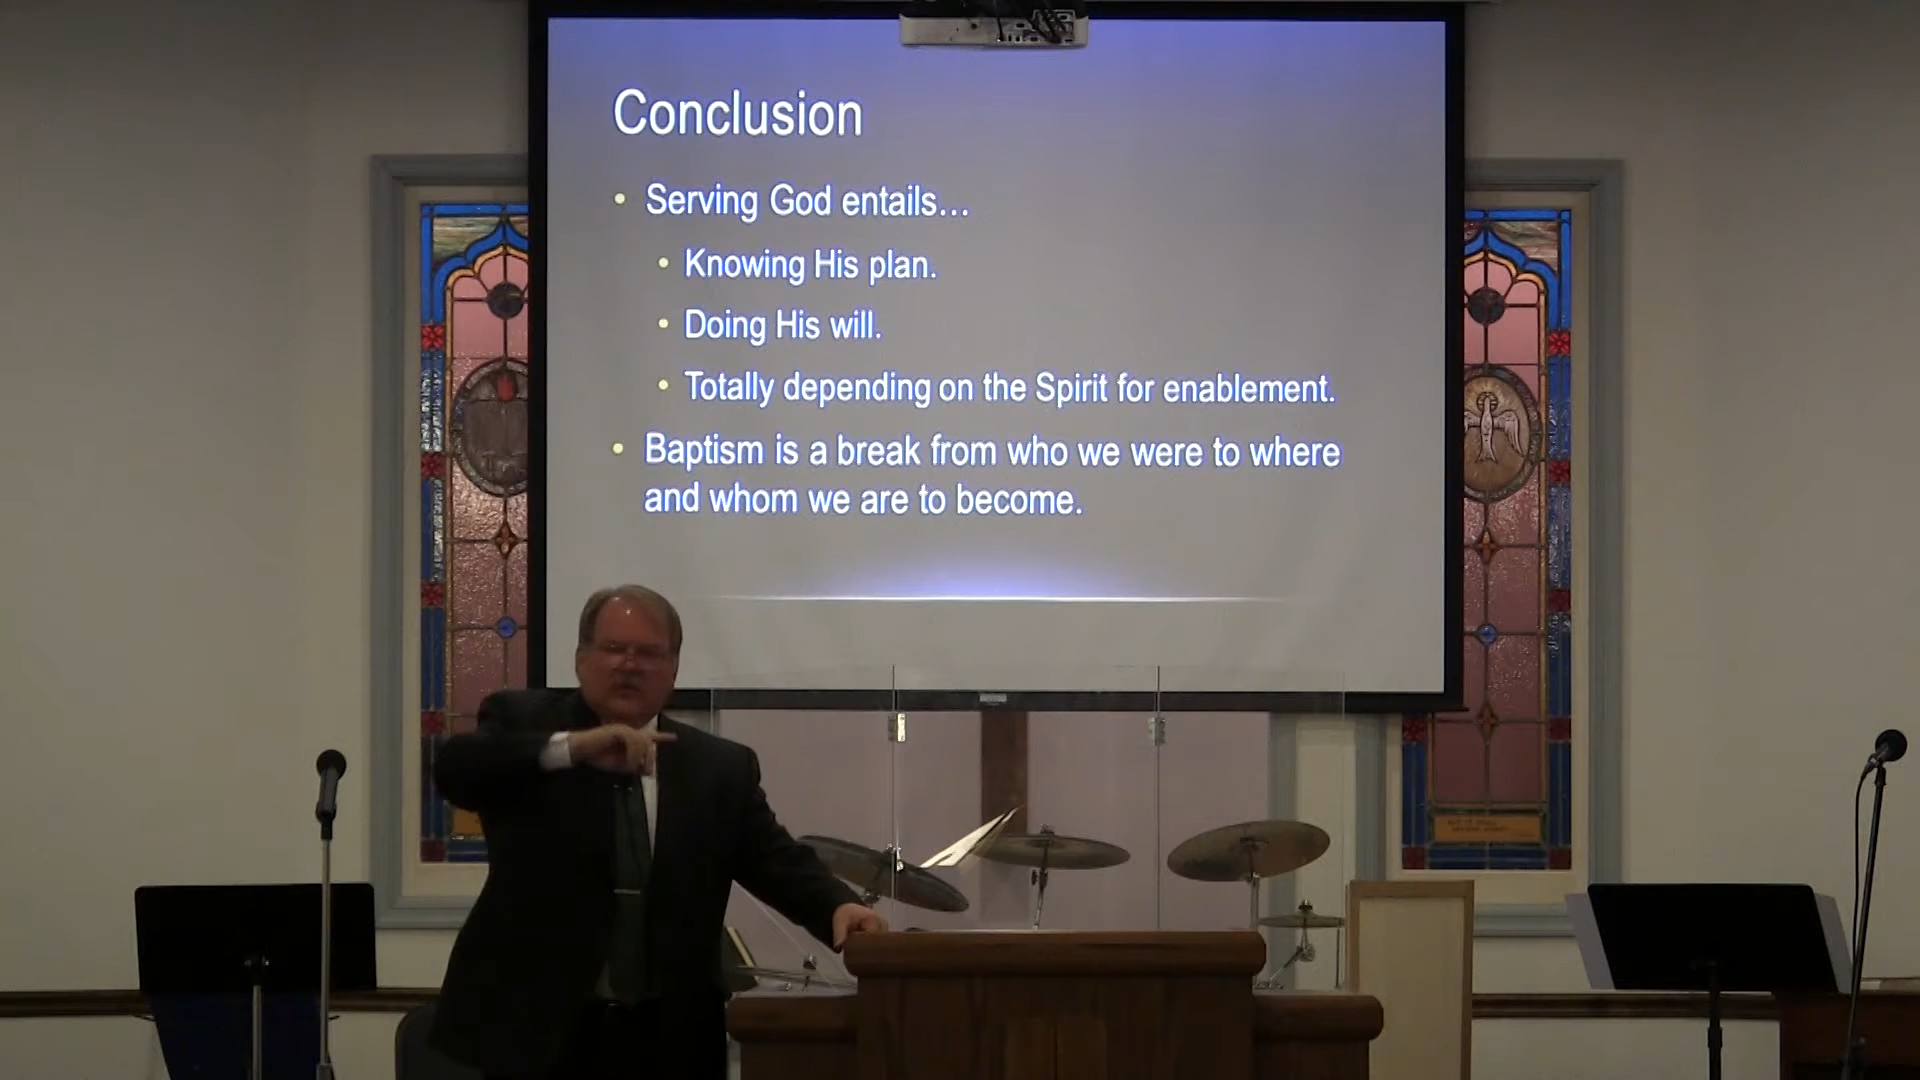 Conclusion
• Serving God entails…
• Knowing His plan.
• Doing His will.
• Totally depending on the Spirit for enablement.
• Baptism is a break from who we were to where
and whom we are to become.